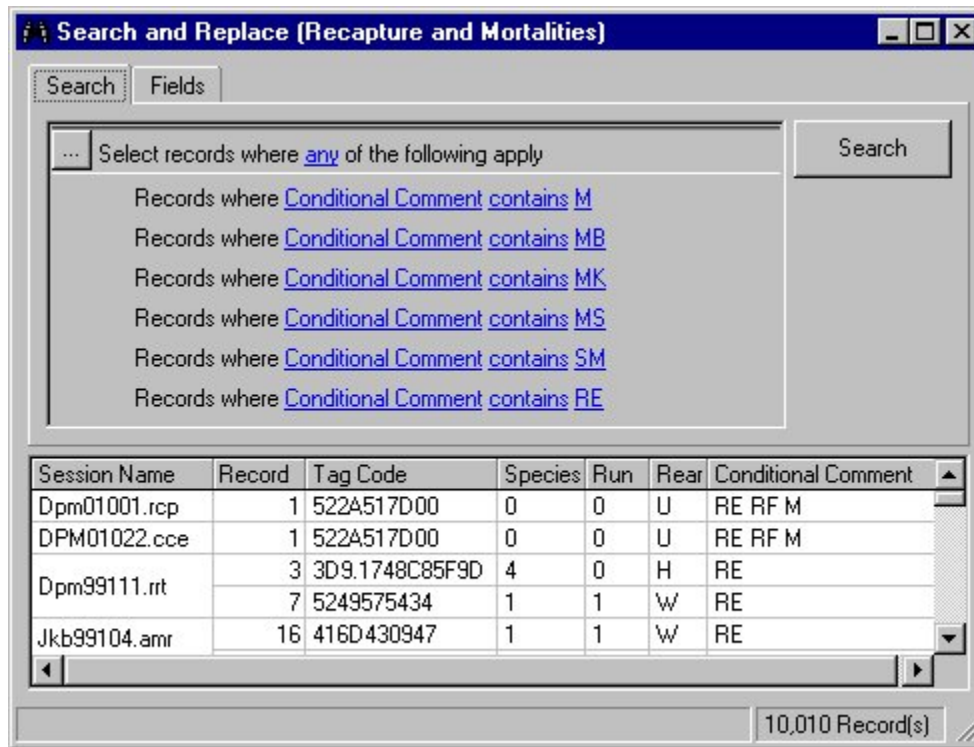 Search and Replace (Recapture and Mortalities)
Search Fields
... Select records where any of the following apply
Search
Records where Conditional Comment contains M
Records where Conditional Comment contains MB
Records where Conditional Comment contains MK
Records where Conditional Comment contains MS
Records where Conditional Comment contains SM
Records where Conditional Comment contains RE
Session Name Record Tag Code Species Run Rear Conditional Comment
Dpm01001.rcp 1 522A517D00 0 0 U RE RF M
DPM01022.cce 1 522A517D00 0 0 U RE RF M
Dpm99111.rrt 3 3D9.1748C85F9D 4 0 H RE
7 5249575434 1 1 W RE
Jkb99104.amr 16 416D430947 1 1 W RE
10,010 Record(s)